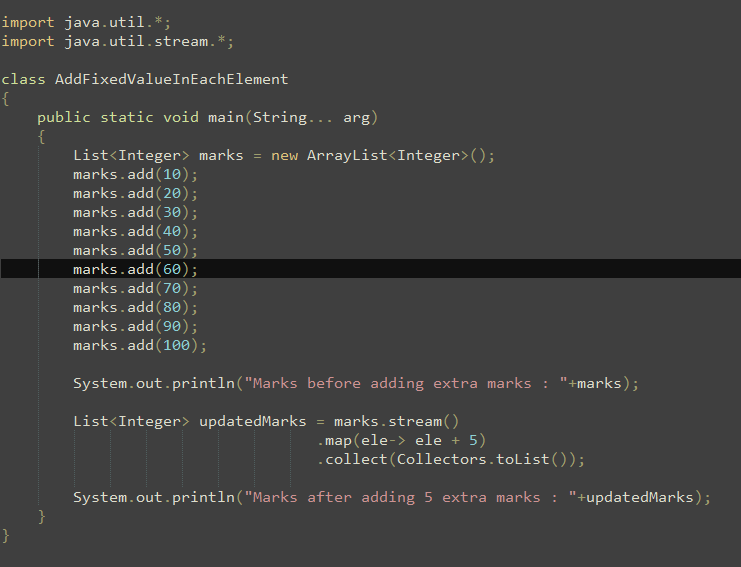 import java.util.*;
import java.util.stream.*;
class AddFixedValueInEachElement
{
public static void main(String... arg)
{
List<Integer> marks = new ArrayList<Integer>();
marks.add(10);
marks.add(20);
marks.add(30);
marks.add(40);
marks.add(50);
marks.add(60);
marks.add(70);
marks.add(80);
marks.add(90);
marks.add(100);
System.out.println("Marks before adding extra marks : "+marks);
List<Integer> updatedMarks = marks.stream()
.map(ele-> ele + 5)
.collect(Collectors.toList());
System.out.println("Marks after adding 5 extra marks : "+updatedMarks);
}
}